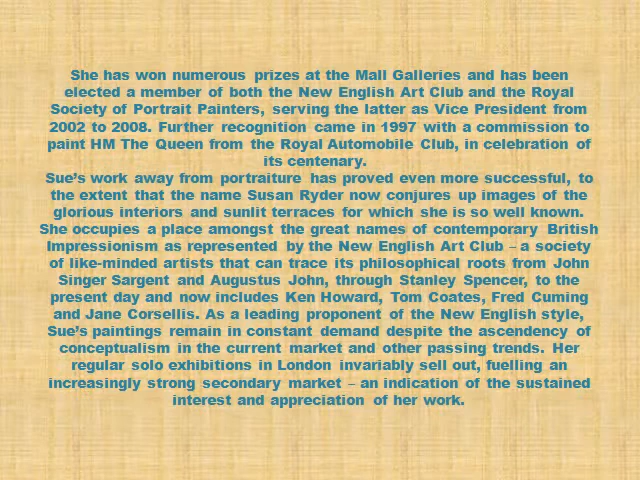 She has won numerous prizes at the Mall Galleries and has been
elected a member of both the New English Art Club and the Royal
Society of Portrait Painters, serving the latter as Vice President from
2002 to 2008. Further recognition came in 1997 with a commission to
paint HM The Queen from the Royal Automobile Club, in celebration of
its centenary.
Sue’s work away from portraiture has proved even more successful, to
the extent that the name Susan Ryder now conjures up images of the
glorious interiors and sunlit terraces for which she is so well known.
She occupies a place amongst the great names of contemporary British
Impressionism as represented by the New English Art Club – a society
of like-minded artists that can trace its philosophical roots from John
Singer Sargent and Augustus John, through Stanley Spencer, to the
present day and now includes Ken Howard, Tom Coates, Fred Cuming
and Jane Corsellis. As a leading proponent of the New English style,
Sue’s paintings remain in constant demand despite the ascendency of
conceptualism in the current market and other passing trends. Her
regular solo exhibitions in London invariably sell out, fuelling an
increasingly strong secondary market – an indication of the sustained
interest and appreciation of her work.